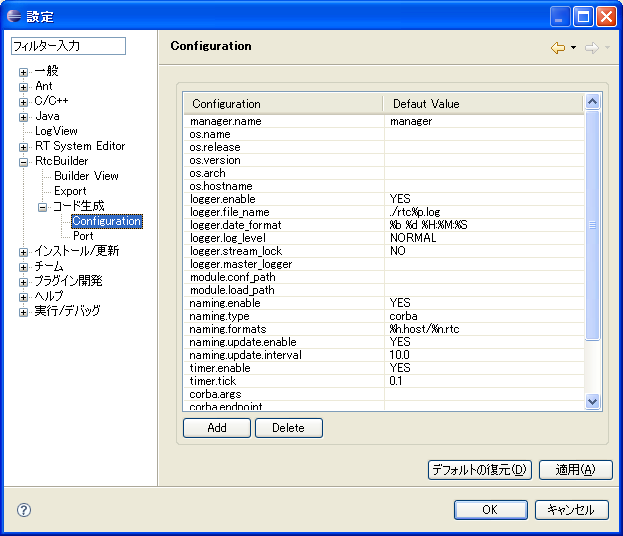 設定
フィルター入力
Configuration
一般
Ant
C/C++
Java
LogView
RT System Editor
RtcBuilder
Builder View
Export
コード生成
Configuration
Port
インストール/更新
チーム
プラグイン開発
ヘルプ
実行/デバッグ
Configuration Defaut Value
manager.name manager
os.name
os.release
os.version
os.arch
os.hostname
logger.enable YES
logger.file_name ./rtc%p.log
logger.date_format %b %d %H:%M:%S
logger.log_level NORMAL
logger.stream_lock NO
logger.master_logger
module.conf_path
module.load_path
naming.enable YES
naming.type corba
naming.formats %h.host/%n.rtc
naming.update.enable YES
naming.update.interval 10.0
timer.enable YES
timer.tick 0.1
corba.args
corba.endpoint
Add Delete
デフォルトの復元(D) 適用(A)
? OK キャンセル